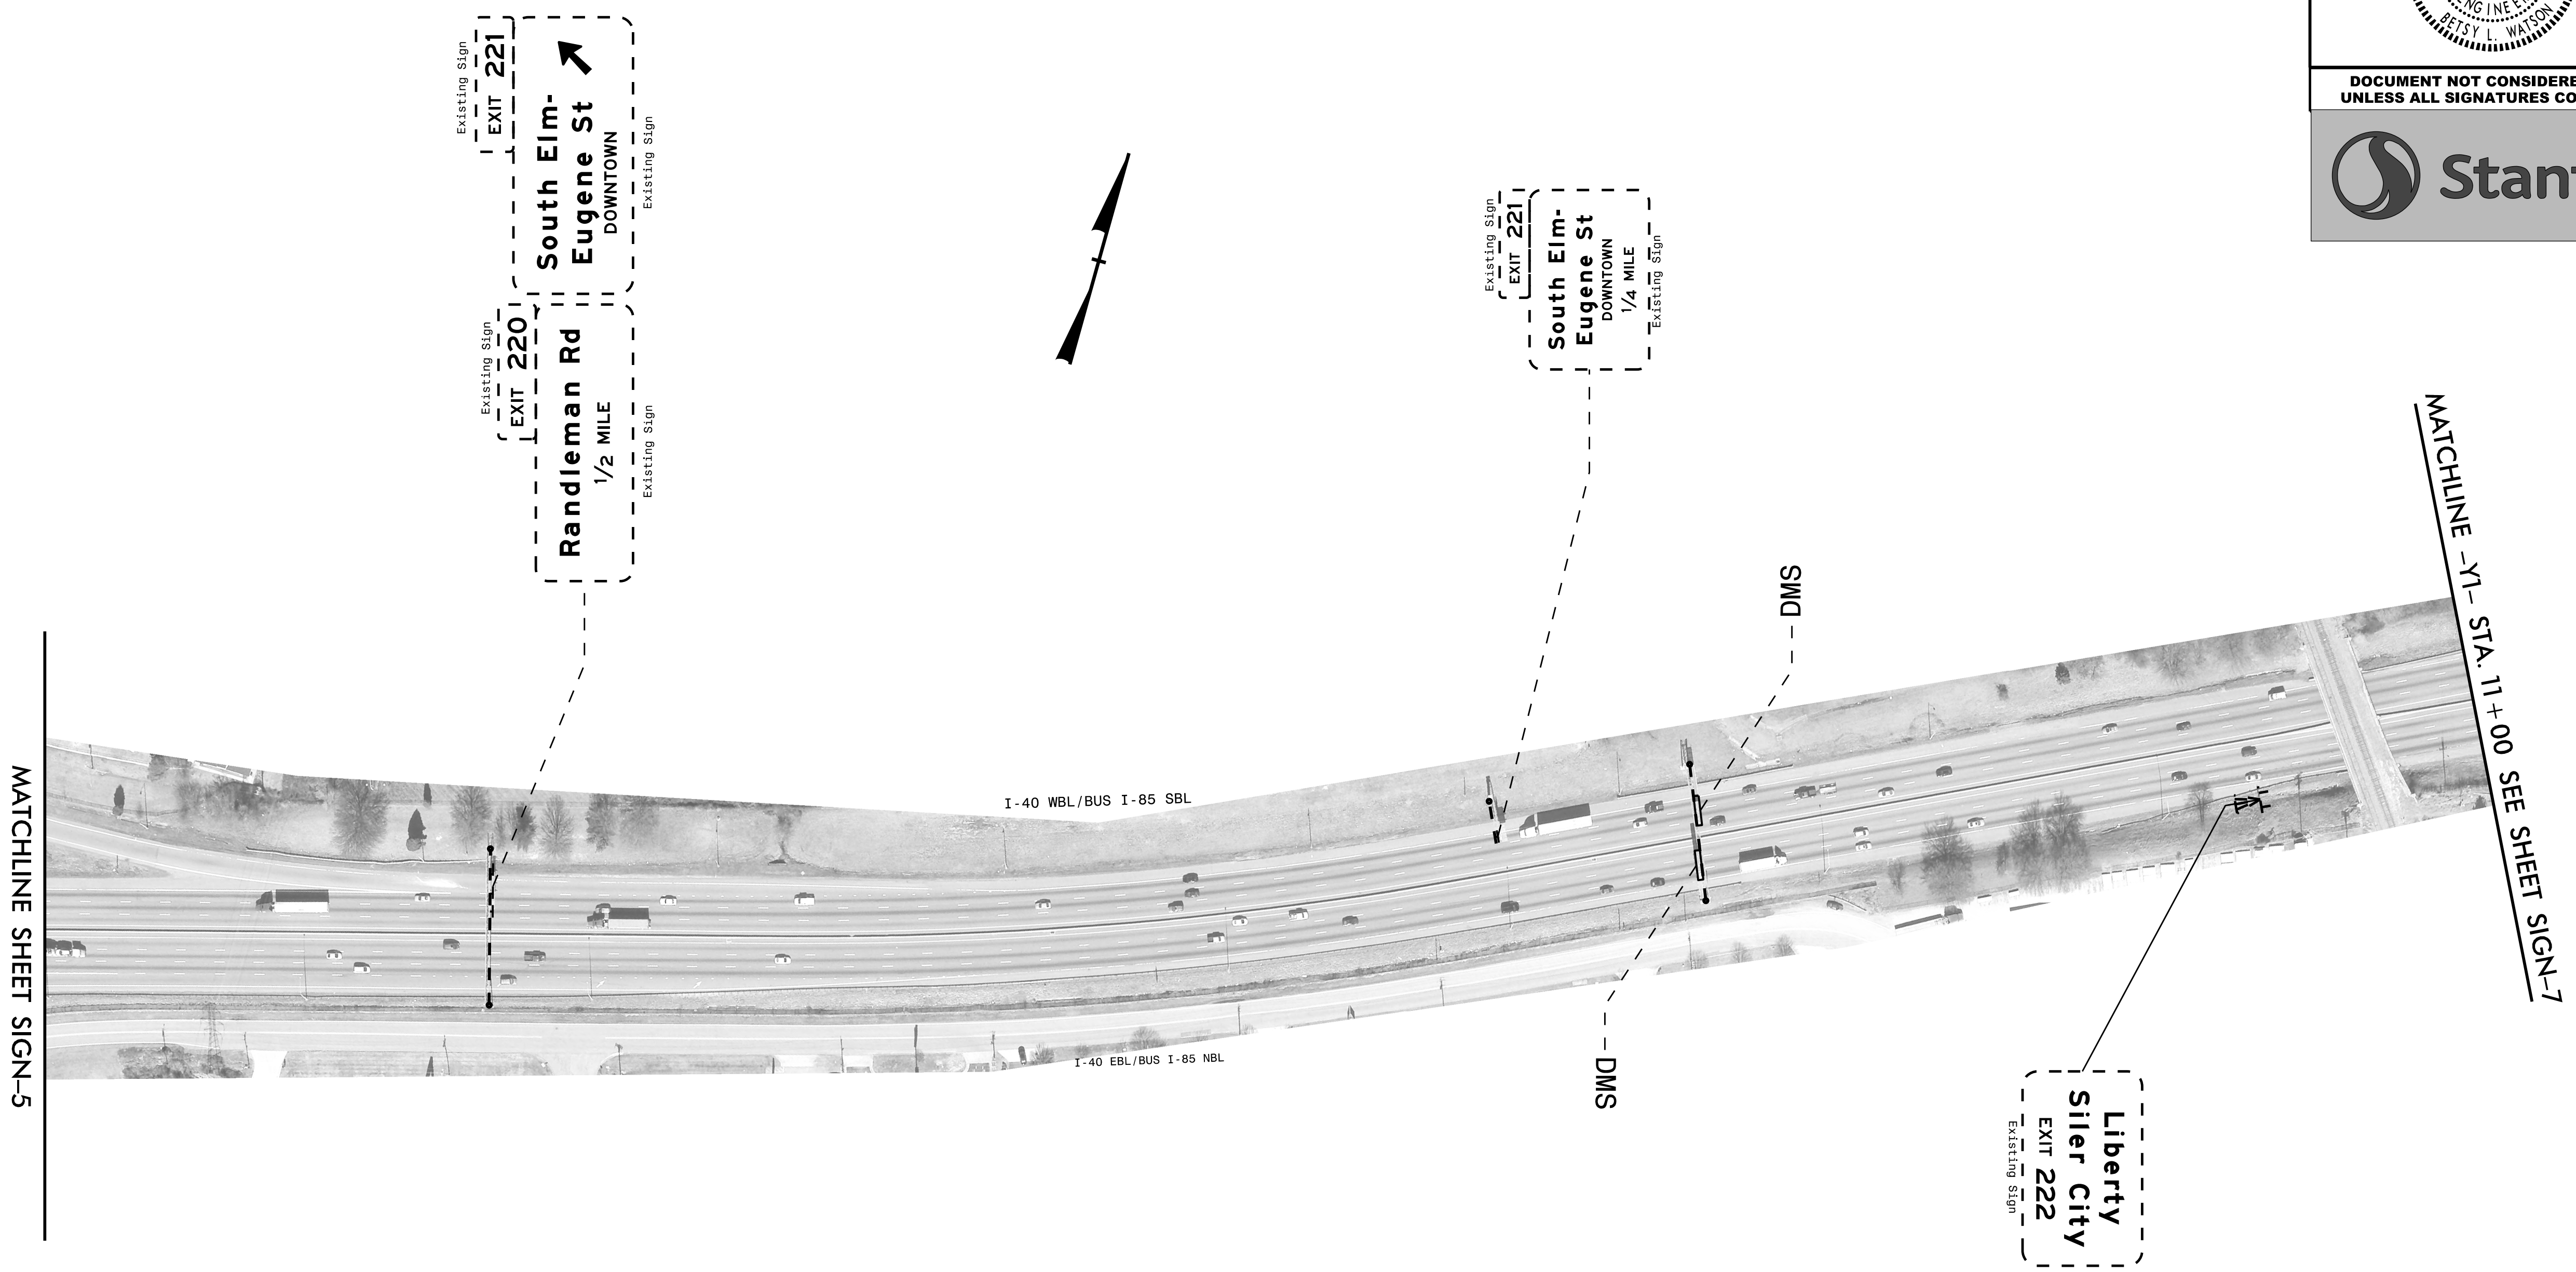 Existing Sign
EXIT 221
South Elm-
Eugene St
DOWNTOWN
Existing Sign
Existing Sign
EXIT 220
Randleman Rd
1/2 MILE
Existing Sign
Existing Sign
EXIT 221
South Elm-
Eugene St
DOWNTOWN
1/4 MILE
Existing Sign
BETSY L. WATSON
DOCUMENT NOT CONSIDERE
UNLESS ALL SIGNATURES CO
Stant
DMS
I-40 WBL/BUS I-85 SBL
I-40 EBL/BUS I-85 NBL
DMS
Liberty
Siler City
EXIT 222
Existing Sign
MATCHLINE SHEET SIGN-5
MATCHLINE -Y1- STA. 11+00 SEE SHEET SIGN-7